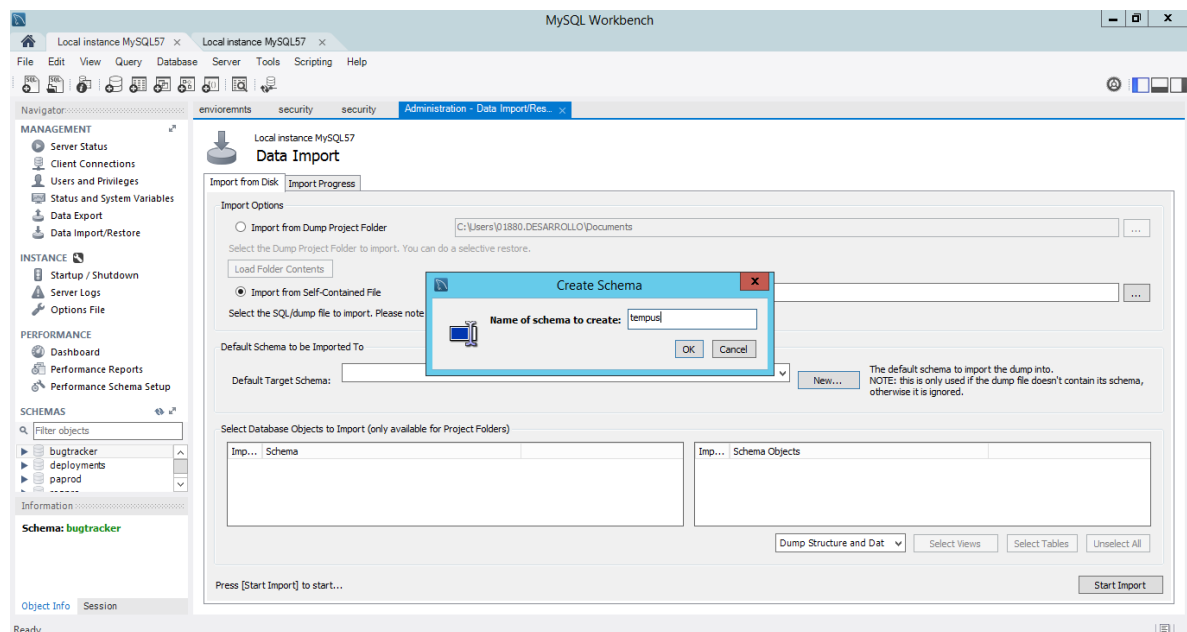 MySQL Workbench
Local instance MySQL57
Local instance MySQL57
File Edit View Query Database Server Tools Scripting Help
Navigator
MANAGEMENT
Server Status
Client Connections
Users and Privileges
Status and System Variables
Data Export
Data Import/Restore
INSTANCE
Startup / Shutdown
Server Logs
Options File
PERFORMANCE
Dashboard
Performance Reports
Performance Schema Setup
SCHEMAS
Filter objects
bugtracker
deployments
paprod
Information
Schema: bugtracker
Object Info Session
Ready
envioremnts security security Administration - Data Import/Res...
Local instance MySQL57
Data Import
Import from Disk Import Progress
Import Options
Import from Dump Project Folder C:\Users\01880.DESARROLLO\Documents ...
Select the Dump Project Folder to import. You can do a selective restore.
Load Folder Contents
Import from Self-Contained File ...
Select the SQL/dump file to import. Please note
Create Schema
Name of schema to create: tempus
OK Cancel
Default Schema to be Imported To
Default Target Schema: New...
The default schema to import the dump into.
NOTE: this is only used if the dump file doesn't contain its schema,
otherwise it is ignored.
Select Database Objects to Import (only available for Project Folders)
Imp... Schema Imp... Schema Objects
Dump Structure and Dat Select Views Select Tables Unselect All
Press [Start Import] to start...
Start Import